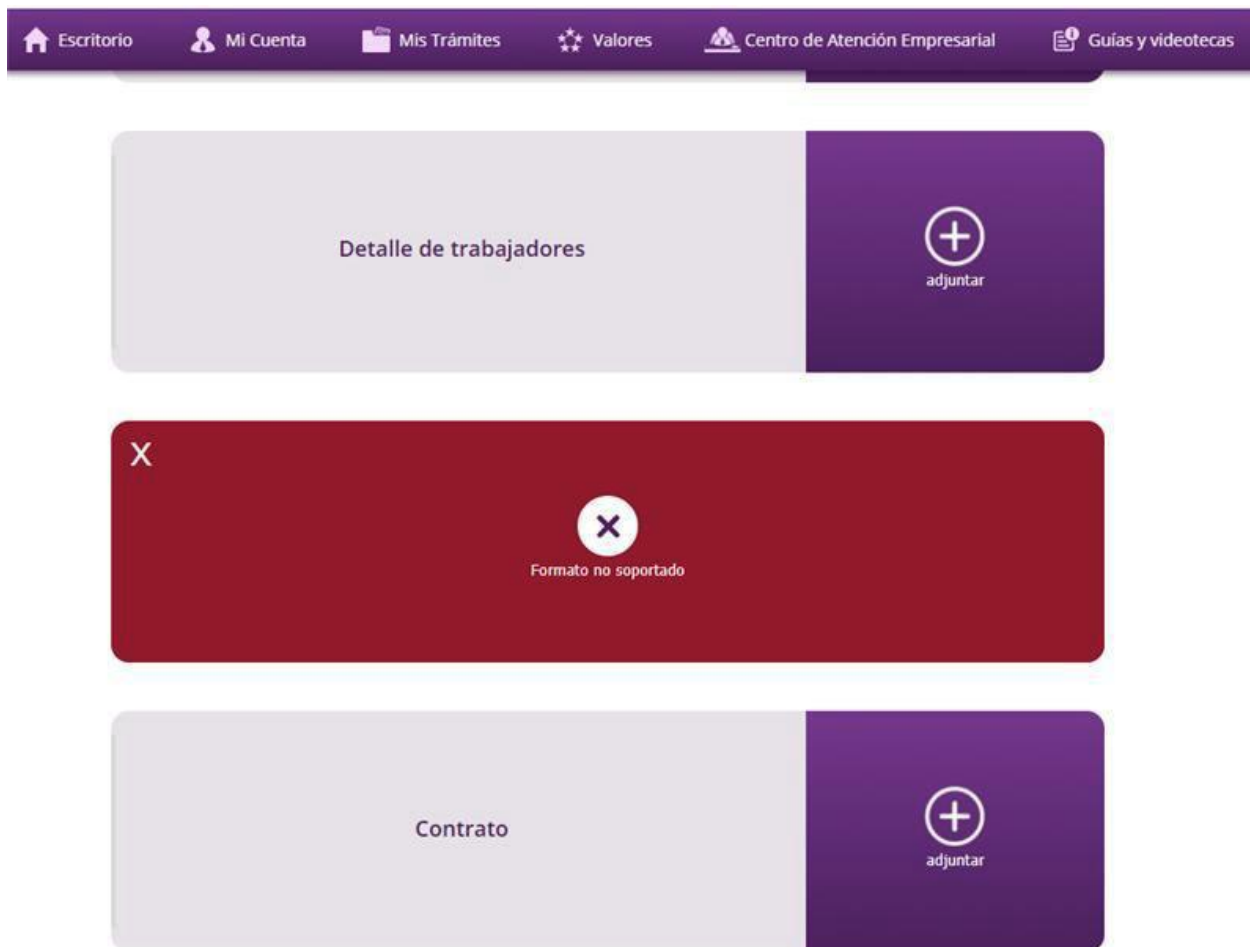 Escritorio
Mi Cuenta
Mis Trámites
Valores
Centro de Atención Empresarial
Guías y videotecas
Detalle de trabajadores
adjuntar
X
Formato no soportado
Contrato
adjuntar